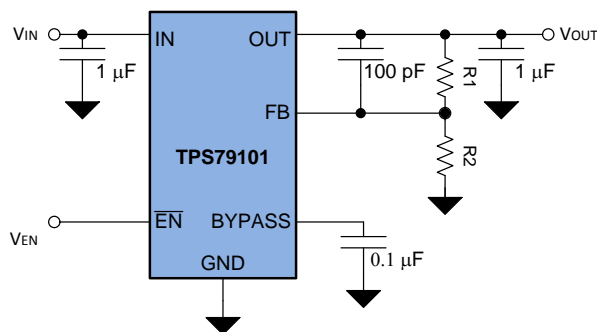 VIN
IN
OUT
VOUT
1 μF
100 pF
R1
1 μF
FB
TPS79101
R2
VEN
EN
BYPASS
0.1 μF
GND